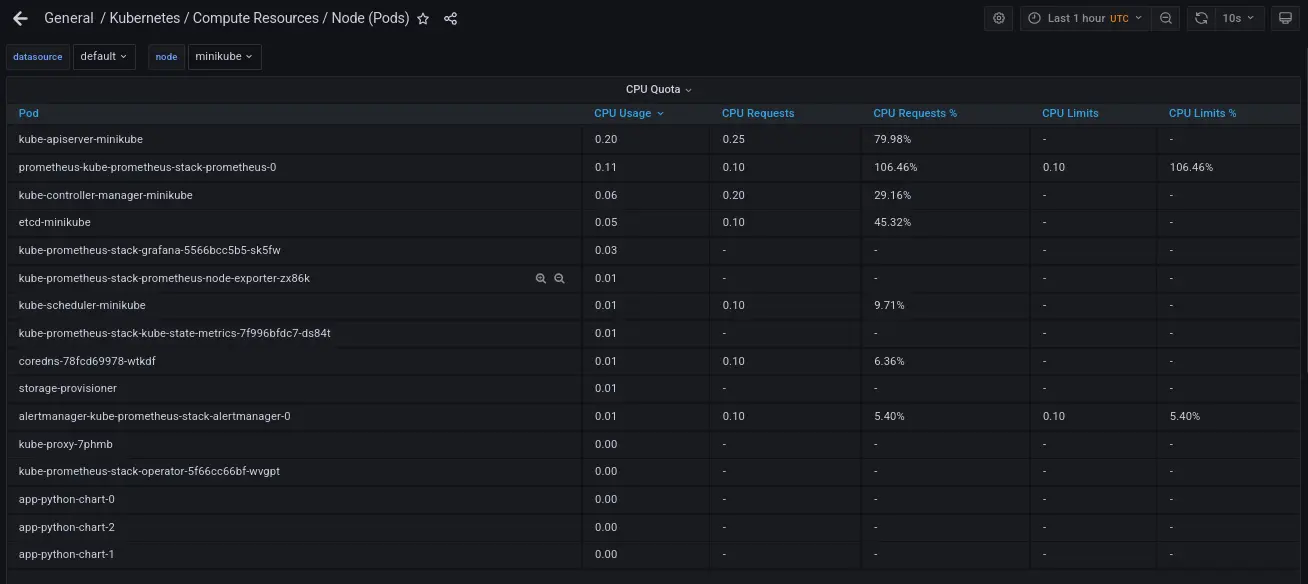 General / Kubernetes / Compute Resources / Node (Pods) Last 1 hour UTC 10s
datasource default node minikube
CPU Quota
Pod CPU Usage CPU Requests CPU Requests % CPU Limits CPU Limits %
kube-apiserver-minikube 0.20 0.25 79.98% - -
prometheus-kube-prometheus-stack-prometheus-0 0.11 0.10 106.46% 0.10 106.46%
kube-controller-manager-minikube 0.06 0.20 29.16% - -
etcd-minikube 0.05 0.10 45.32% - -
kube-prometheus-stack-grafana-5566bcc5b5-sk5fw 0.03 - - - -
kube-prometheus-stack-prometheus-node-exporter-zx86k 0.01 - - - -
kube-scheduler-minikube 0.01 0.10 9.71% - -
kube-prometheus-stack-kube-state-metrics-7f996bfdc7-ds84t 0.01 - - - -
coredns-78fcd69978-wtkdf 0.01 0.10 6.36% - -
storage-provisioner 0.01 - - - -
alertmanager-kube-prometheus-stack-alertmanager-0 0.01 0.10 5.40% 0.10 5.40%
kube-proxy-7phmb 0.00 - - - -
kube-prometheus-stack-operator-5f66cc66bf-wvgpt 0.00 - - - -
app-python-chart-0 0.00 - - - -
app-python-chart-2 0.00 - - - -
app-python-chart-1 0.00 - - - -